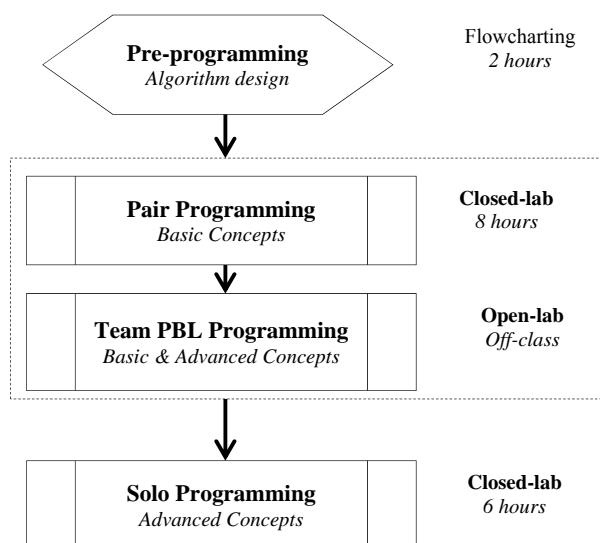 Pre-programming
Algorithm design
Flowcharting
2 hours
Pair Programming
Basic Concepts
Closed-lab
8 hours
Team PBL Programming
Basic & Advanced Concepts
Open-lab
Off-class
Solo Programming
Advanced Concepts
Closed-lab
6 hours